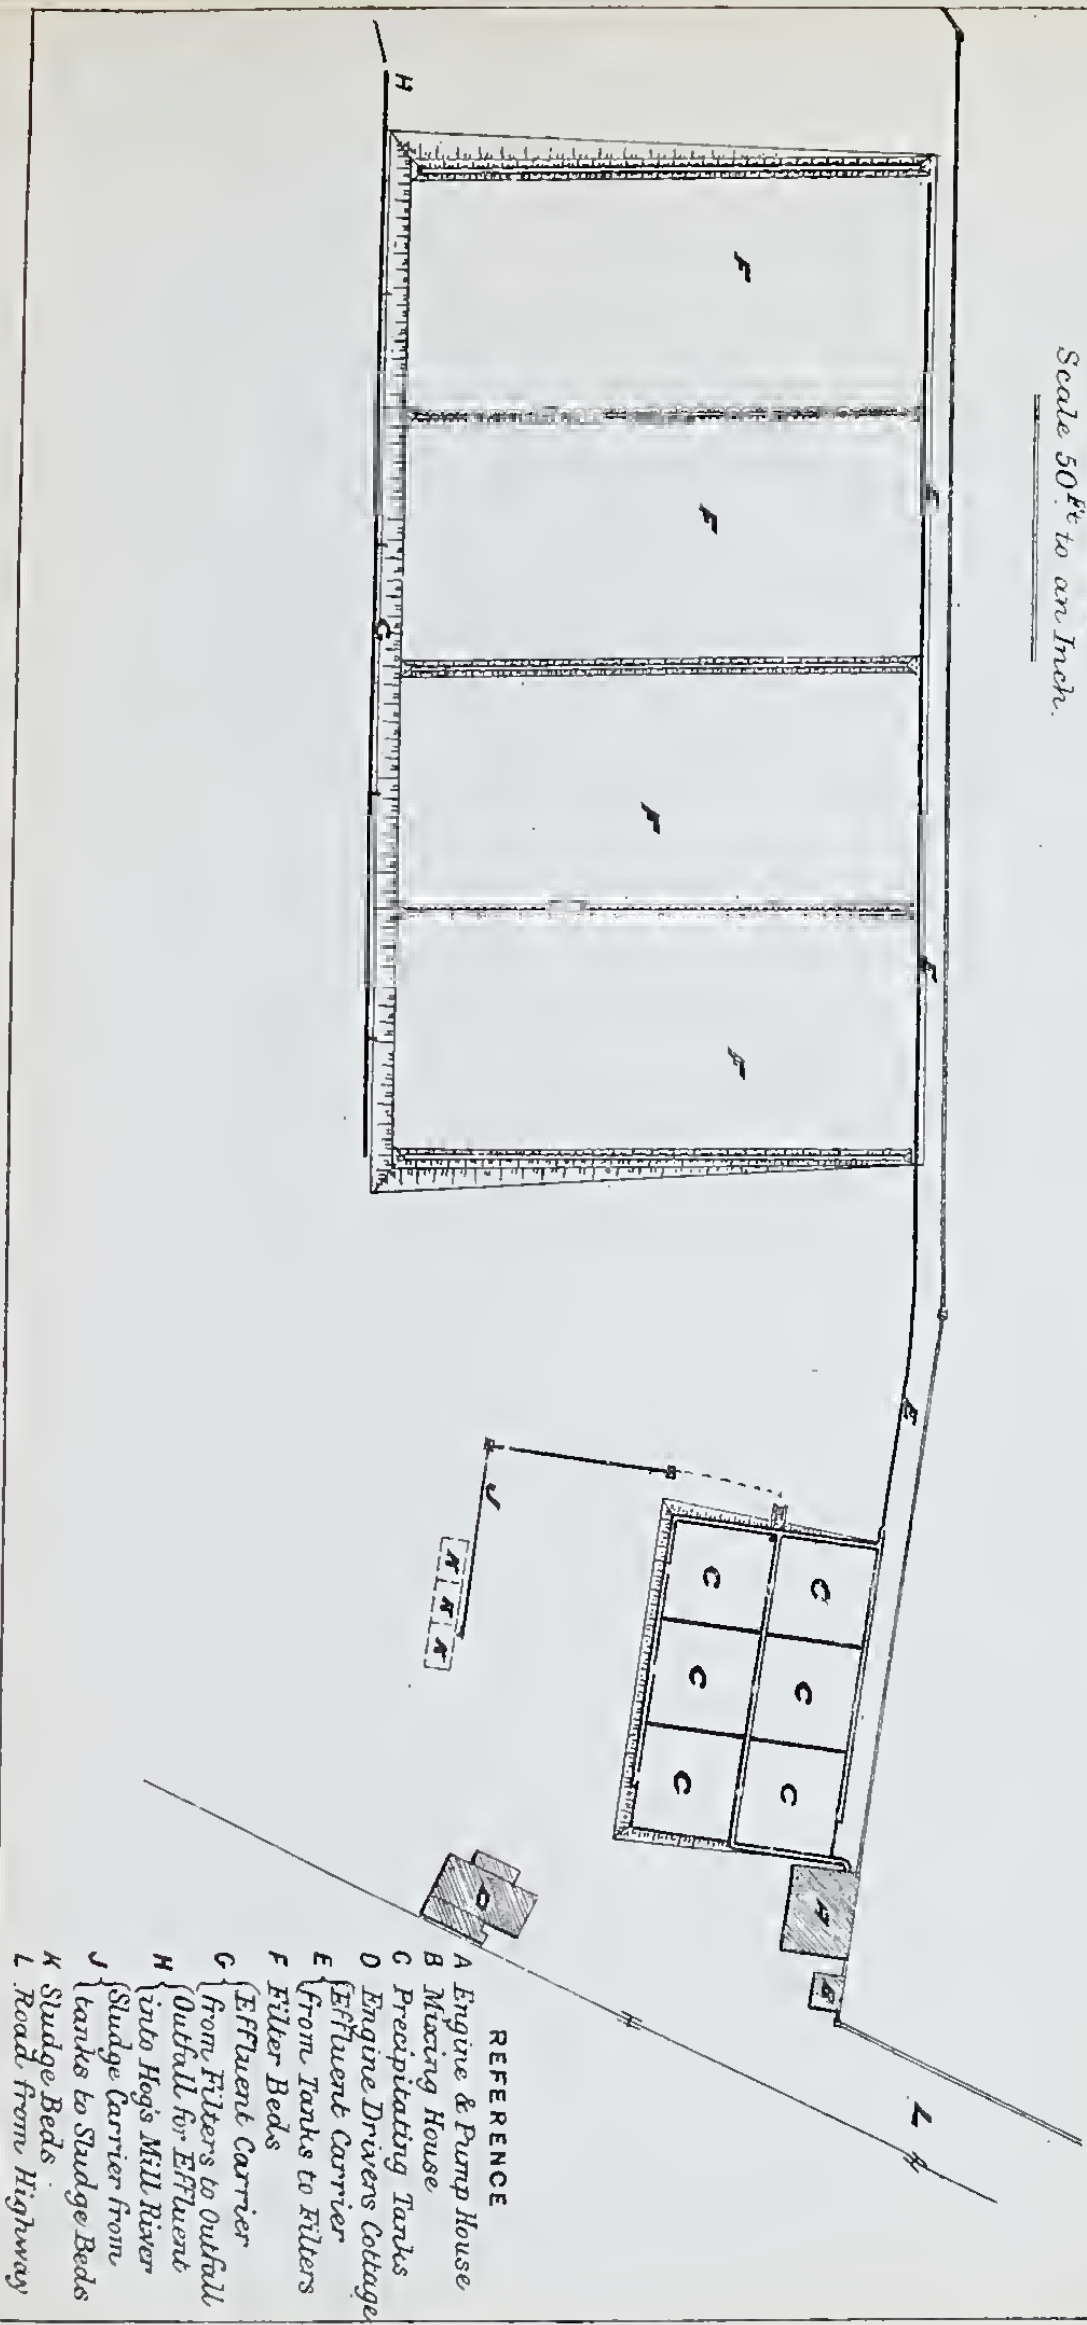 Scale 50 Ft to an Inch.
H
F
F
F
F
E
E
G
E
J
K
K
K
C
C
C
C
C
C
A
B
D
L
REFERENCE
A Engine & Pump House
B Mixing House
C Precipitating Tanks
D Engine Drivers Cottage
E { Effluent Carrier
from Tanks to Filters
F Filter Beds
G { Effluent Carrier
from Filters to Outfall
H { Outfall for Effluent
into Hogs Mill River
J { Sludge Carrier from
tanks to Sludge Beds
K Sludge Beds
L Road from Highway